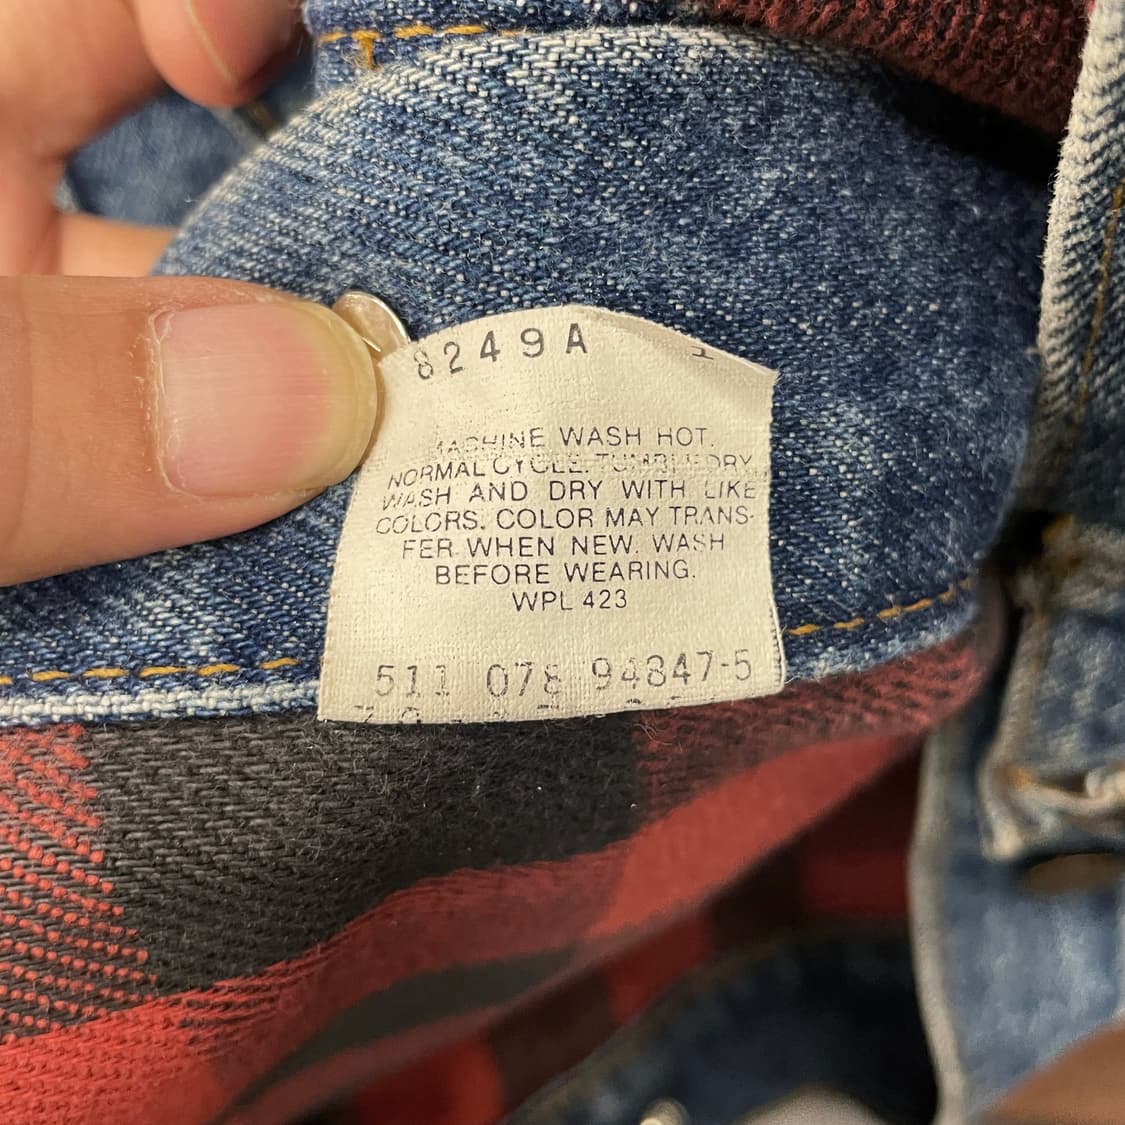 8249A 1
MACHINE WASH HOT.
NORMAL CYCLE. TUMBLE DRY
WASH AND DRY WITH LIKE
COLORS. COLOR MAY TRANS-
FER WHEN NEW. WASH
BEFORE WEARING.
WPL 423
511 078 94847-5